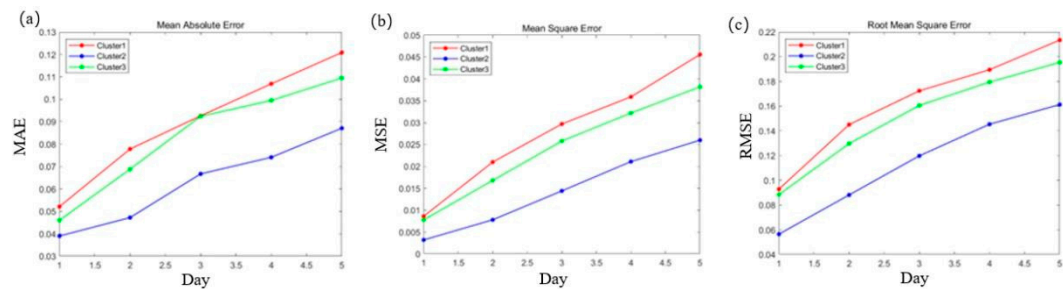 (a)
Mean Absolute Error
0.13
0.12
0.11
0.1
0.09
0.08
0.07
0.06
0.05
0.04
0.03
MAE
Cluster1
Cluster2
Cluster3
1 1.5 2 2.5 3 3.5 4 4.5 5
Day
(b)
Mean Square Error
0.05
0.045
0.04
0.035
0.03
0.025
0.02
0.015
0.01
0.005
0
MSE
Cluster1
Cluster2
Cluster3
1 1.5 2 2.5 3 3.5 4 4.5 5
Day
(c)
Root Mean Square Error
0.22
0.2
0.18
0.16
0.14
0.12
0.1
0.08
0.06
0.04
RMSE
Cluster1
Cluster2
Cluster3
1 1.5 2 2.5 3 3.5 4 4.5 5
Day